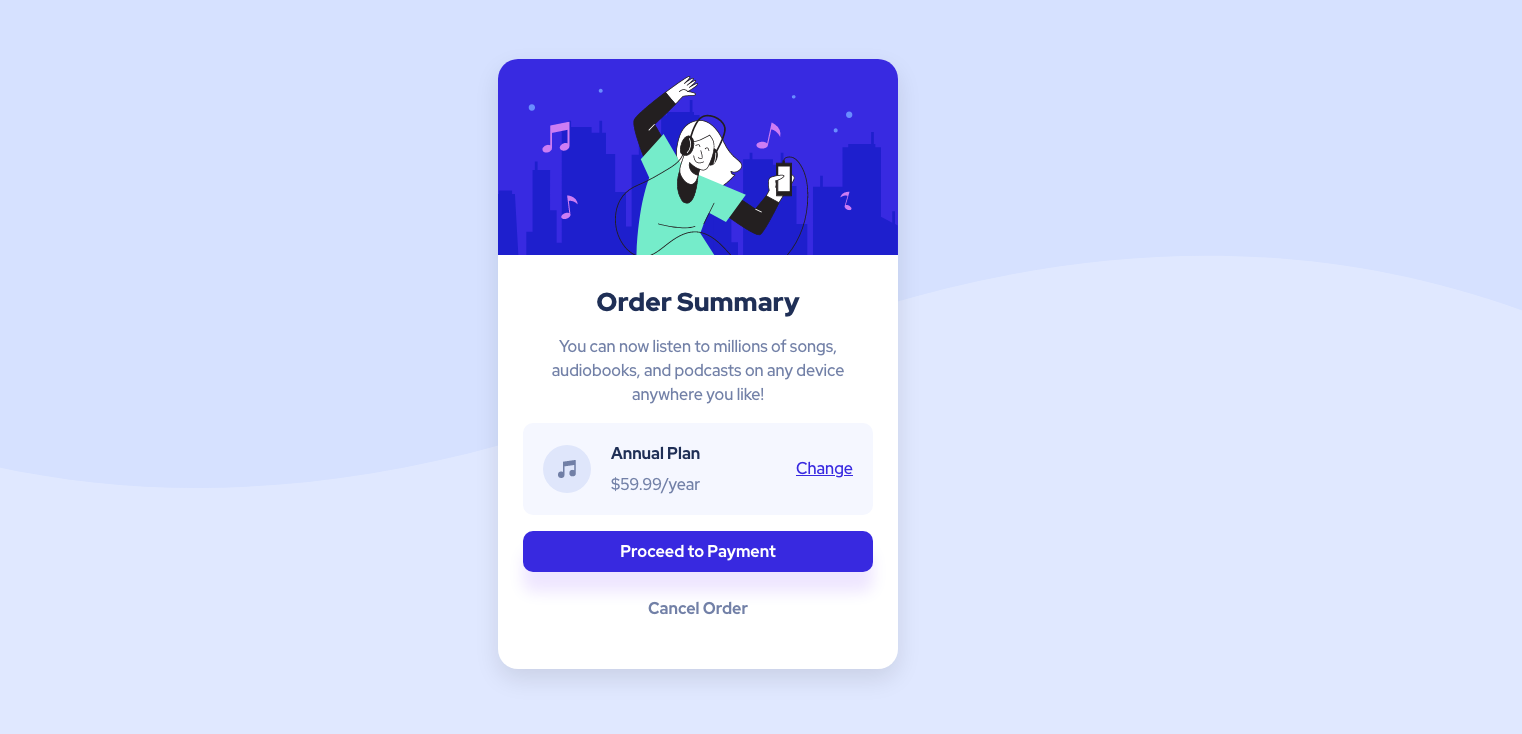 Order Summary
You can now listen to millions of songs,
audiobooks, and podcasts on any device
anywhere you like!
Annual Plan
$59.99/year
Change
Proceed to Payment
Cancel Order